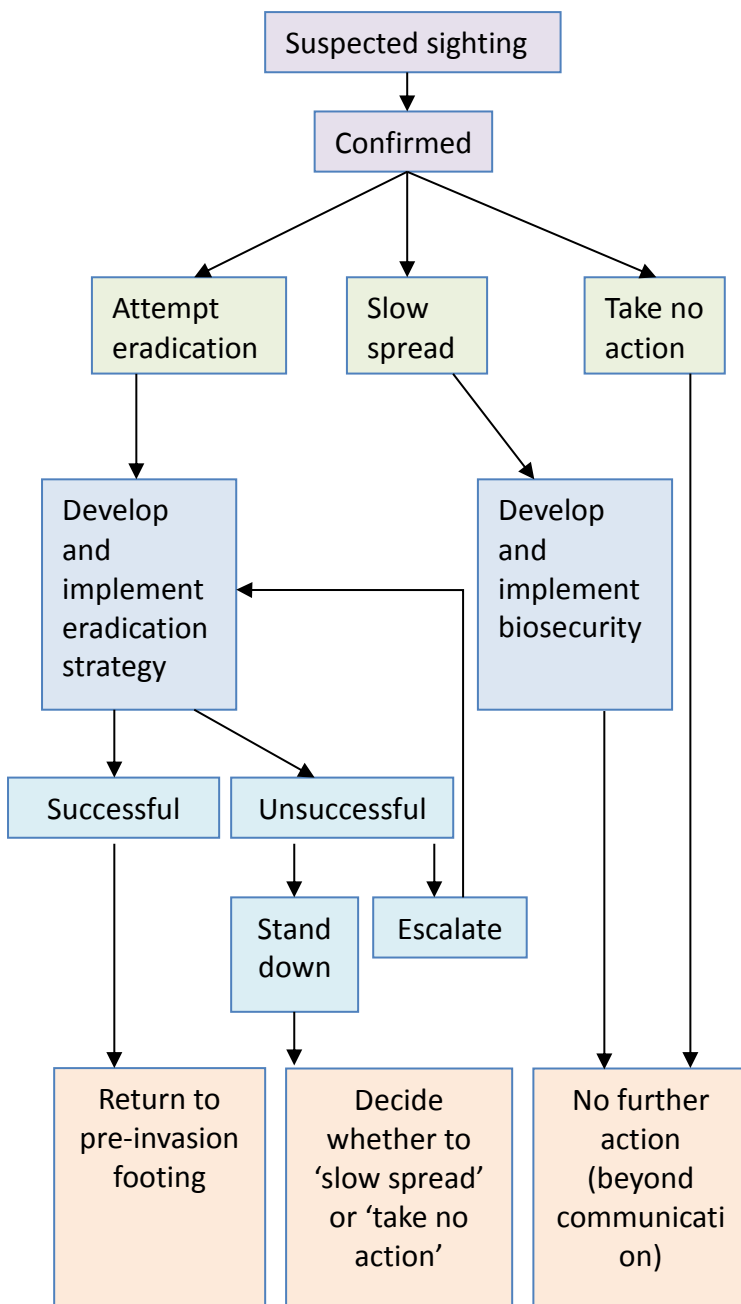 Suspected sighting
Confirmed
Attempt
eradication
Slow
spread
Take no
action
Develop
and
implement
eradication
strategy
Develop
and
implement
biosecurity
Successful
Unsuccessful
Stand
down
Escalate
Return to
pre-invasion
footing
Decide
whether to
‘slow spread’
or ‘take no
action’
No further
action
(beyond
communicati
on)